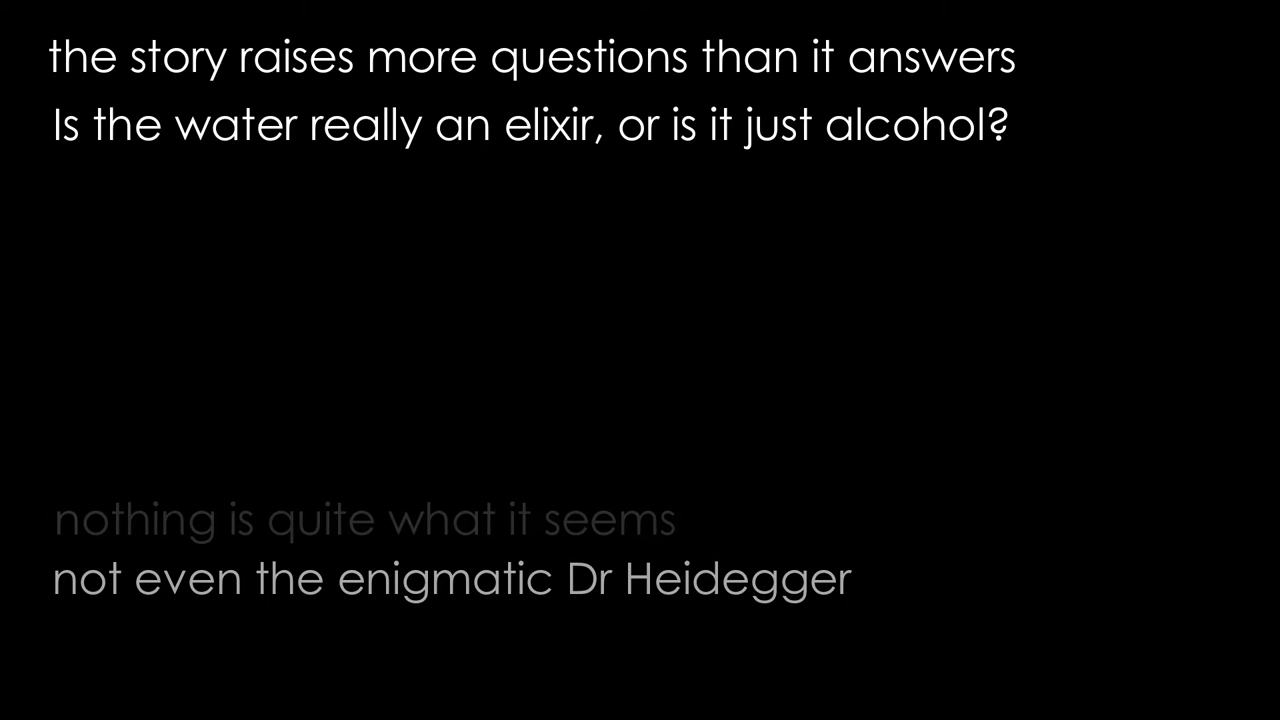 the story raises more questions than it answers
Is the water really an elixir, or is it just alcohol?
nothing is quite what it seems
not even the enigmatic Dr Heidegger